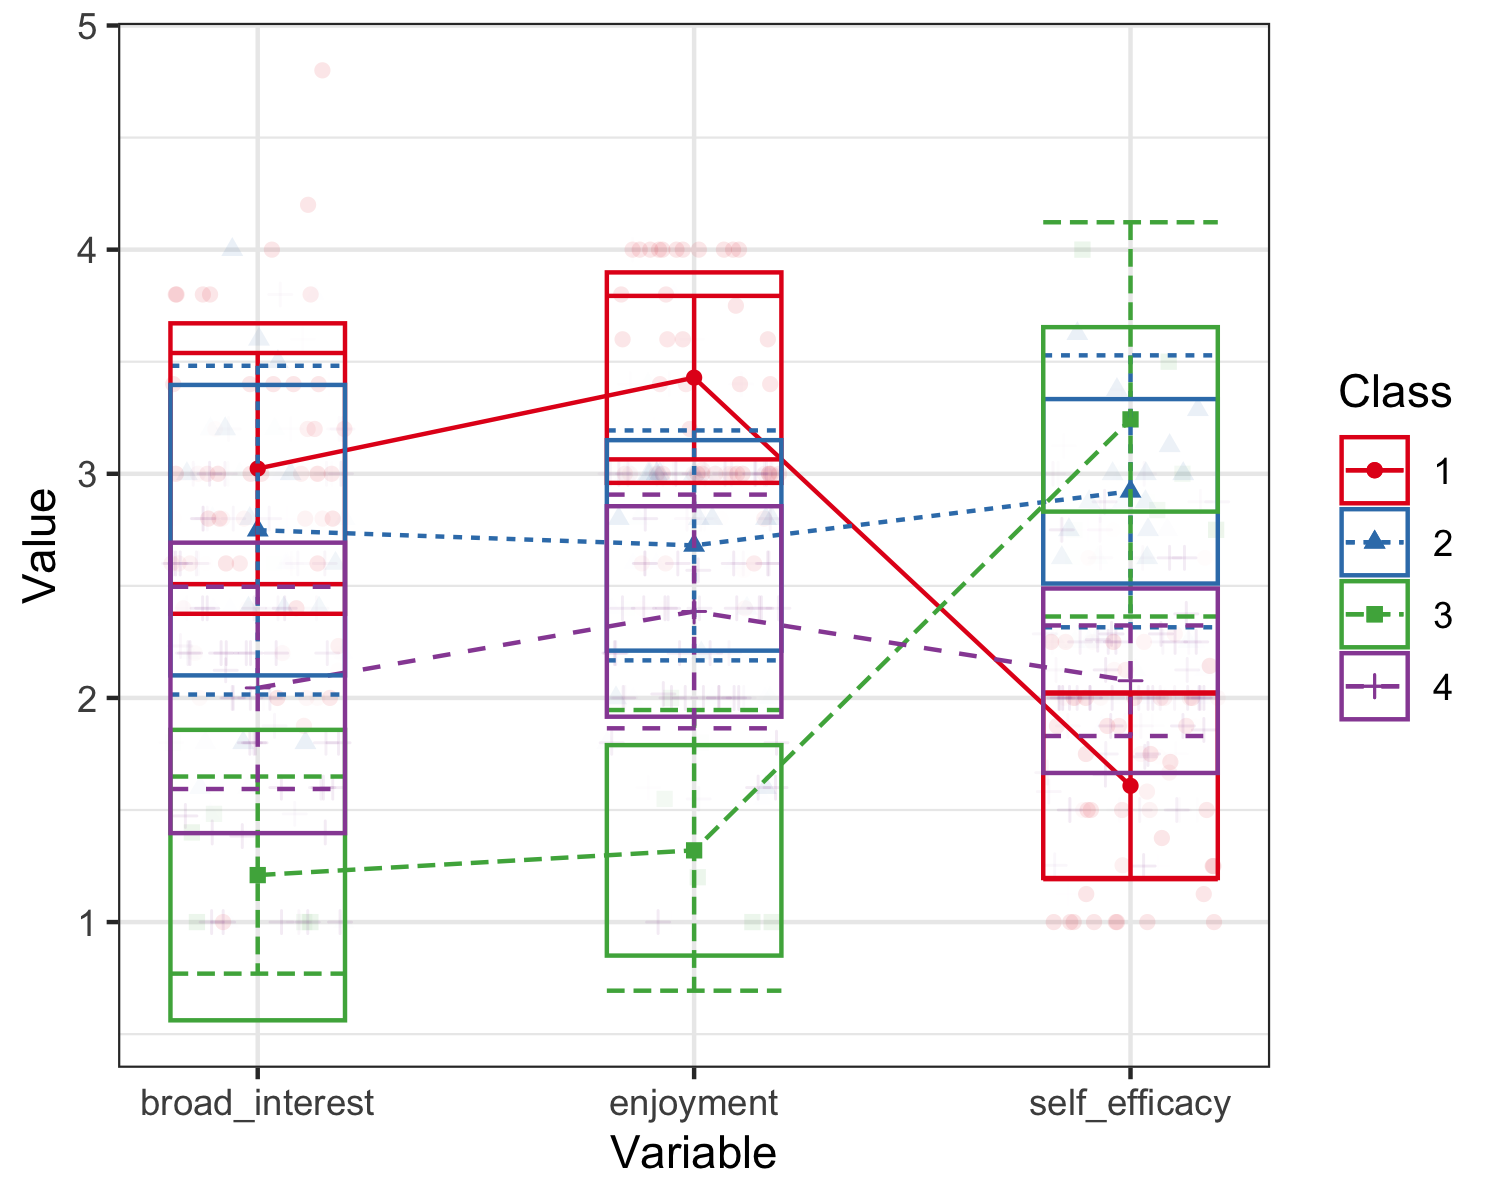 5
4
3
2
1
Value
broad_interest
enjoyment
self_efficacy
Variable
Class
1
2
3
4